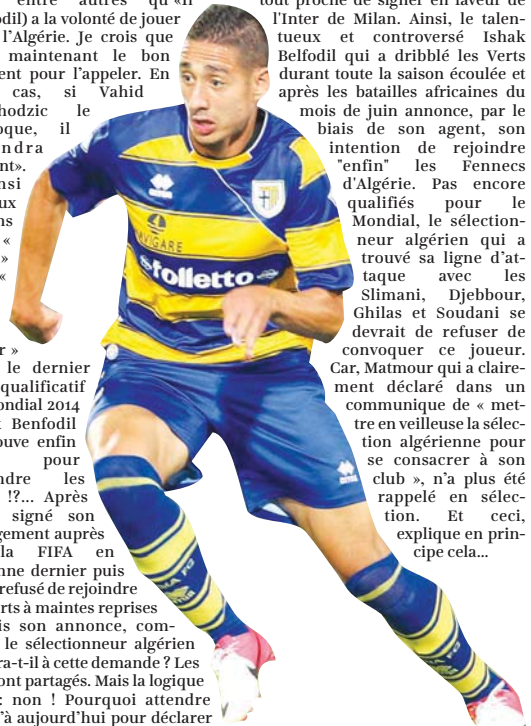 entre autres qu'«Il
odil) a la volonté de jouer
l'Algérie. Je crois que
maintenant le bon
ent pour l'appeler. En
cas, si Vahid
hodzic le
oque, il
ndra
nt».
nsi
ux
ns
«
»
«
r »
le dernier
qualificatif
ondial 2014
Benfodil
ouve enfin
pour
ndre les
!?... Après
signé son
gement auprès
la FIFA en
nne dernier puis
refusé de rejoindre
rts à maintes reprises
is son annonce, com-
le sélectionneur algérien
ra-t-il à cette demande ? Les
ont partagés. Mais la logique
: non ! Pourquoi attendre
'à aujourd'hui pour déclarer
tout proche de signer en faveur de
l'Inter de Milan. Ainsi, le talen-
tueux et controversé Ishak
Belfodil qui a dribblé les Verts
durant toute la saison écoulée et
après les batailles africaines du
mois de juin annonce, par le
biais de son agent, son
intention de rejoindre
"enfin" les Fennecs
d'Algérie. Pas encore
qualifiés pour le
Mondial, le sélection-
neur algérien qui a
trouvé sa ligne d'at-
taque avec les
Slimani, Djebbour,
Ghilas et Soudani se
devrait de refuser de
convoquer ce joueur.
Car, Matmour qui a claire-
ment déclaré dans un
communique de « met-
tre en veilleuse la sélec-
tion algérienne pour
se consacrer à son
club », n'a plus été
rappelé en sélec-
tion. Et ceci,
explique en prin-
cipe cela...
NAVIGARE
folletto